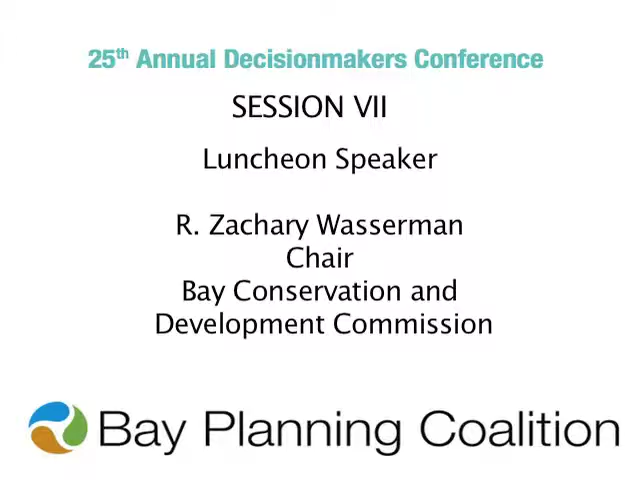 25th Annual Decisionmakers Conference
SESSION VII
Luncheon Speaker
R. Zachary Wasserman
Chair
Bay Conservation and
Development Commission
Bay Planning Coalition